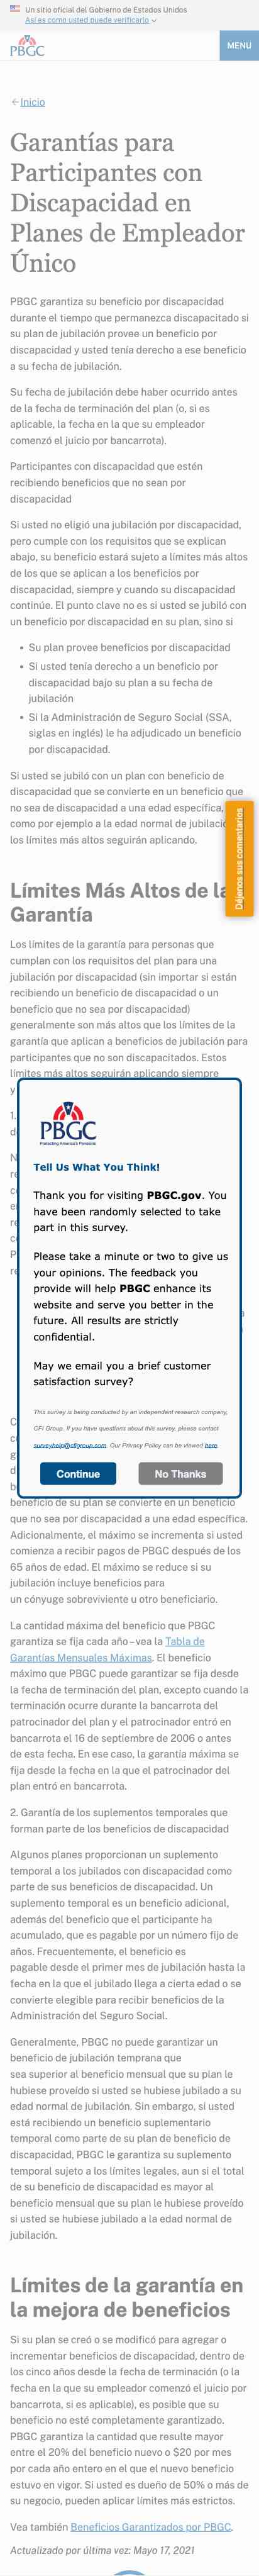 Un sitio oficial del Gobierno de Estados Unidos
Así es como usted puede verificarlo
PBGC
MENU
Inicio
Garantías para
Participantes con
Discapacidad en
Planes de Empleador
Único
PBGC garantiza su beneficio por discapacidad
durante el tiempo que permanezca discapacitado si
su plan de jubilación provee un beneficio por
discapacidad y usted tenía derecho a ese beneficio
a su fecha de jubilación.
Su fecha de jubilación debe haber ocurrido antes
de la fecha de terminación del plan (o, si es
aplicable, la fecha en la que su empleador
comenzó el juicio por bancarrota).
Participantes con discapacidad que estén
recibiendo beneficios que no sean por
discapacidad
Si usted no eligió una jubilación por discapacidad,
pero cumple con los requisitos que se explican
abajo, su beneficio estará sujeto a límites más altos
de los que se aplican a los beneficios por
discapacidad, siempre y cuando su discapacidad
continúe. El punto clave no es si usted se jubiló con
un beneficio por discapacidad en su plan, sino si
• Su plan provee beneficios por discapacidad
• Si usted tenía derecho a un beneficio por
discapacidad bajo su plan a su fecha de
jubilación
• Si la Administración de Seguro Social (SSA,
siglas en inglés) le ha adjudicado un beneficio
por discapacidad.
Si usted se jubiló con un plan con beneficio de
discapacidad que se convierte en un beneficio que
no sea de discapacidad a una edad específica,
como por ejemplo a la edad normal de jubilación
los límites más altos seguirán aplicando.
Déjenos sus comentarios
Límites Más Altos de la
Garantía
Los límites de la garantía para personas que
cumplan con los requisitos del plan para una
jubilación por discapacidad (sin importar si están
recibiendo un beneficio de discapacidad o un
beneficio que no sea por discapacidad)
generalmente son más altos que los límites de la
garantía que aplican a beneficios de jubilación para
participantes que no son discapacitados. Estos
límites más altos seguirán aplicando siempre
y
1.
PBGC
Protecting America's Pensions
Tell Us What You Think!
Thank you for visiting PBGC.gov. You
have been randomly selected to take
part in this survey.
Please take a minute or two to give us
your opinions. The feedback you
provide will help PBGC enhance its
website and serve you better in the
future. All results are strictly
confidential.
May we email you a brief customer
satisfaction survey?
This survey is being conducted by an independent research company,
CFI Group. If you have questions about this survey, please contact
surveyhelp@cfigroup.com. Our Privacy Policy can be viewed here.
Continue
No Thanks
beneficio de su plan se convierte en un beneficio
que no sea por discapacidad a una edad específica.
Adicionalmente, el máximo se incrementa si usted
comienza a recibir pagos de PBGC después de los
65 años de edad. El máximo se reduce si su
jubilación incluye beneficios para
un cónyuge sobreviviente u otro beneficiario.
La cantidad máxima del beneficio que PBGC
garantiza se fija cada año – vea la Tabla de
Garantías Mensuales Máximas. El beneficio
máximo que PBGC puede garantizar se fija desde
la fecha de terminación del plan, excepto cuando la
terminación ocurre durante la bancarrota del
patrocinador del plan y el patrocinador entró en
bancarrota el 16 de septiembre de 2006 o antes
de esta fecha. En ese caso, la garantía máxima se
fija desde la fecha en la que el patrocinador del
plan entró en bancarrota.
2. Garantía de los suplementos temporales que
forman parte de los beneficios de discapacidad
Algunos planes proporcionan un suplemento
temporal a los jubilados con discapacidad como
parte de sus beneficios de discapacidad. Un
suplemento temporal es un beneficio adicional,
además del beneficio que el participante ha
acumulado, que es pagable por un número fijo de
años. Frecuentemente, el beneficio es
pagable desde el primer mes de jubilación hasta la
fecha en la que el jubilado llega a cierta edad o se
convierte elegible para recibir beneficios de la
Administración del Seguro Social.
Generalmente, PBGC no puede garantizar un
beneficio de jubilación temprana que
sea superior al beneficio mensual que su plan le
hubiese proveído si usted se hubiese jubilado a su
edad normal de jubilación. Sin embargo, si usted
está recibiendo un beneficio suplementario
temporal como parte de su plan de beneficio de
discapacidad, PBGC le garantiza su suplemento
temporal sujeto a los límites legales, aun si el total
de su beneficio de discapacidad es mayor al
beneficio mensual que su plan le hubiese proveído
si usted se hubiese jubilado a la edad normal de
jubilación.
Límites de la garantía en
la mejora de beneficios
Si su plan se creó o se modificó para agregar o
incrementar beneficios de discapacidad, dentro de
los cinco años desde la fecha de terminación (o la
fecha en la que su empleador comenzó el juicio por
bancarrota, si es aplicable), es posible que su
beneficio no esté completamente garantizado.
PBGC garantiza la cantidad que resulte mayor
entre el 20% del beneficio nuevo o $20 por mes
por cada año entero en el que el nuevo beneficio
estuvo en vigor. Si usted es dueño de 50% o más de
su negocio, pueden aplicar límites más estrictos.
Vea también Beneficios Garantizados por PBGC.
Actualizado por última vez: Mayo 17, 2021